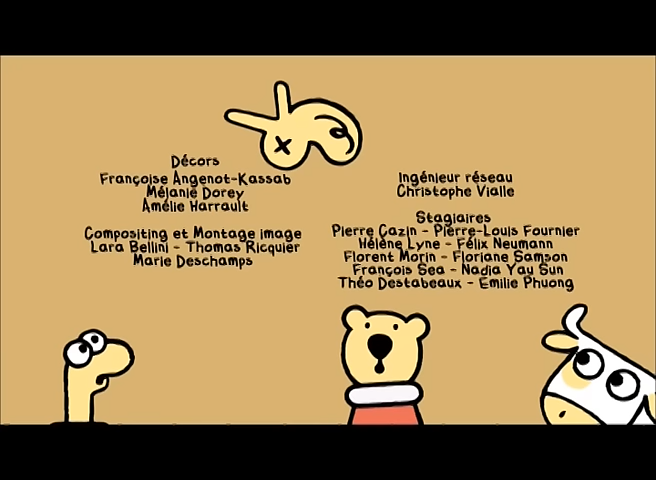 Décors
Françoise Angenot-Kassab
Mélanie Dorey
Amélie Harrault
Compositing et Montage image
Lara Bellini - Thomas Ricquier
Marie Deschamps
Ingénieur réseau
Christophe Vialle
Stagiaires
Pierre Cazin - Pierre-Louis Fournier
Hélène Lyne - Félix Neumann
Florent Morin - Floriane Samson
François Sea - Nadia Yau Sun
Théo Destabeaux - Emilie Phuong